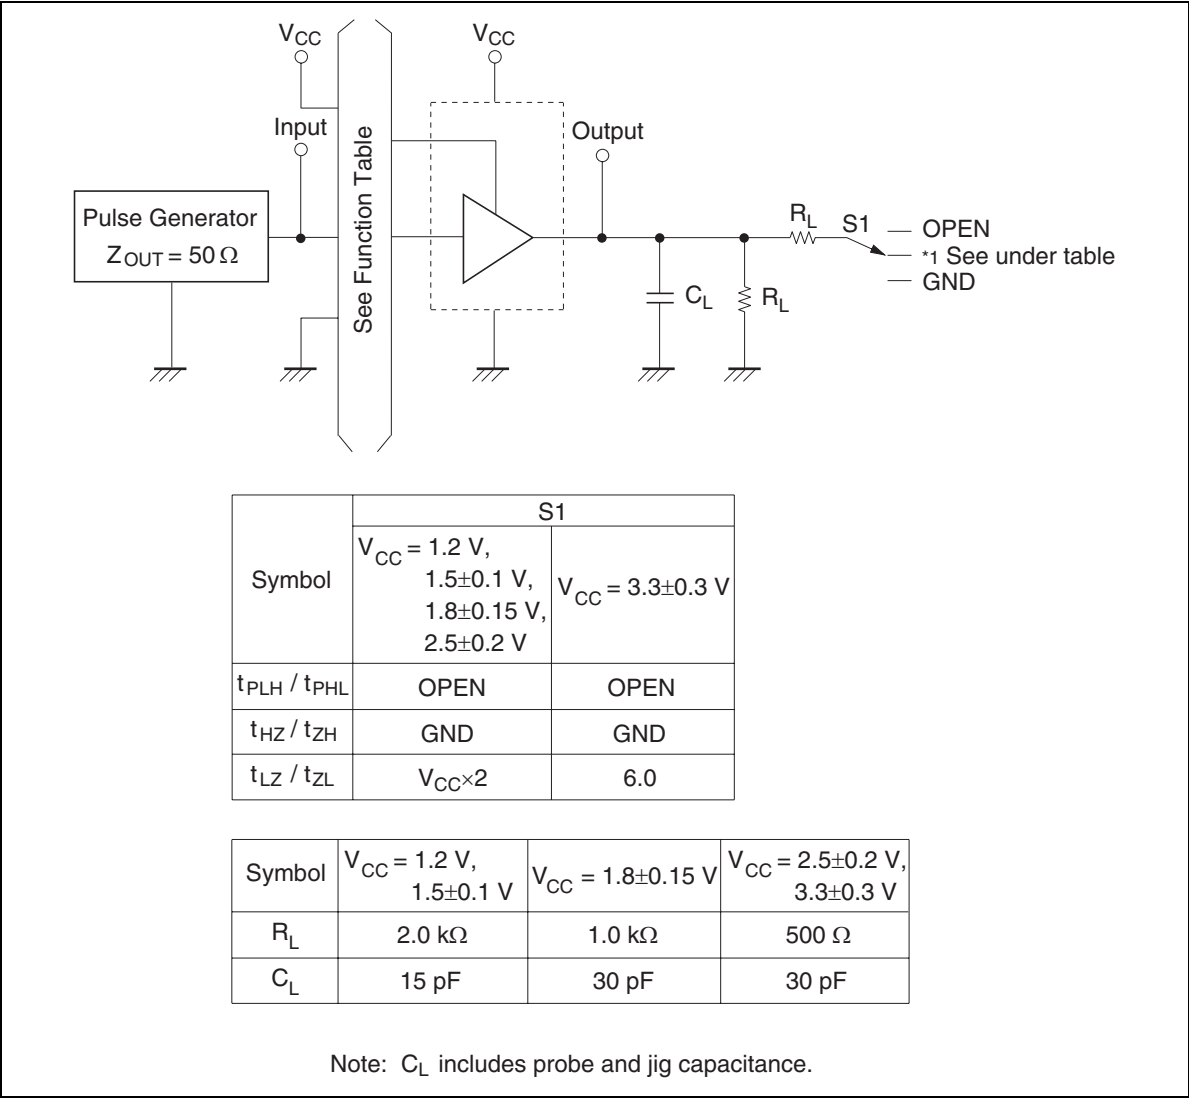 VCC
VCC
Input
Output
See Function Table
Pulse Generator
ZOUT = 50 Ω
RL
S1
OPEN
*1 See under table
GND
CL
RL
Symbol
S1
VCC = 1.2 V,
1.5±0.1 V,
1.8±0.15 V,
2.5±0.2 V
VCC = 3.3±0.3 V
tPLH / tPHL
OPEN
OPEN
tHZ / tZH
GND
GND
tLZ / tZL
VCC×2
6.0
Symbol
VCC = 1.2 V,
1.5±0.1 V
VCC = 1.8±0.15 V
VCC = 2.5±0.2 V,
3.3±0.3 V
RL
2.0 kΩ
1.0 kΩ
500 Ω
CL
15 pF
30 pF
30 pF
Note: CL includes probe and jig capacitance.